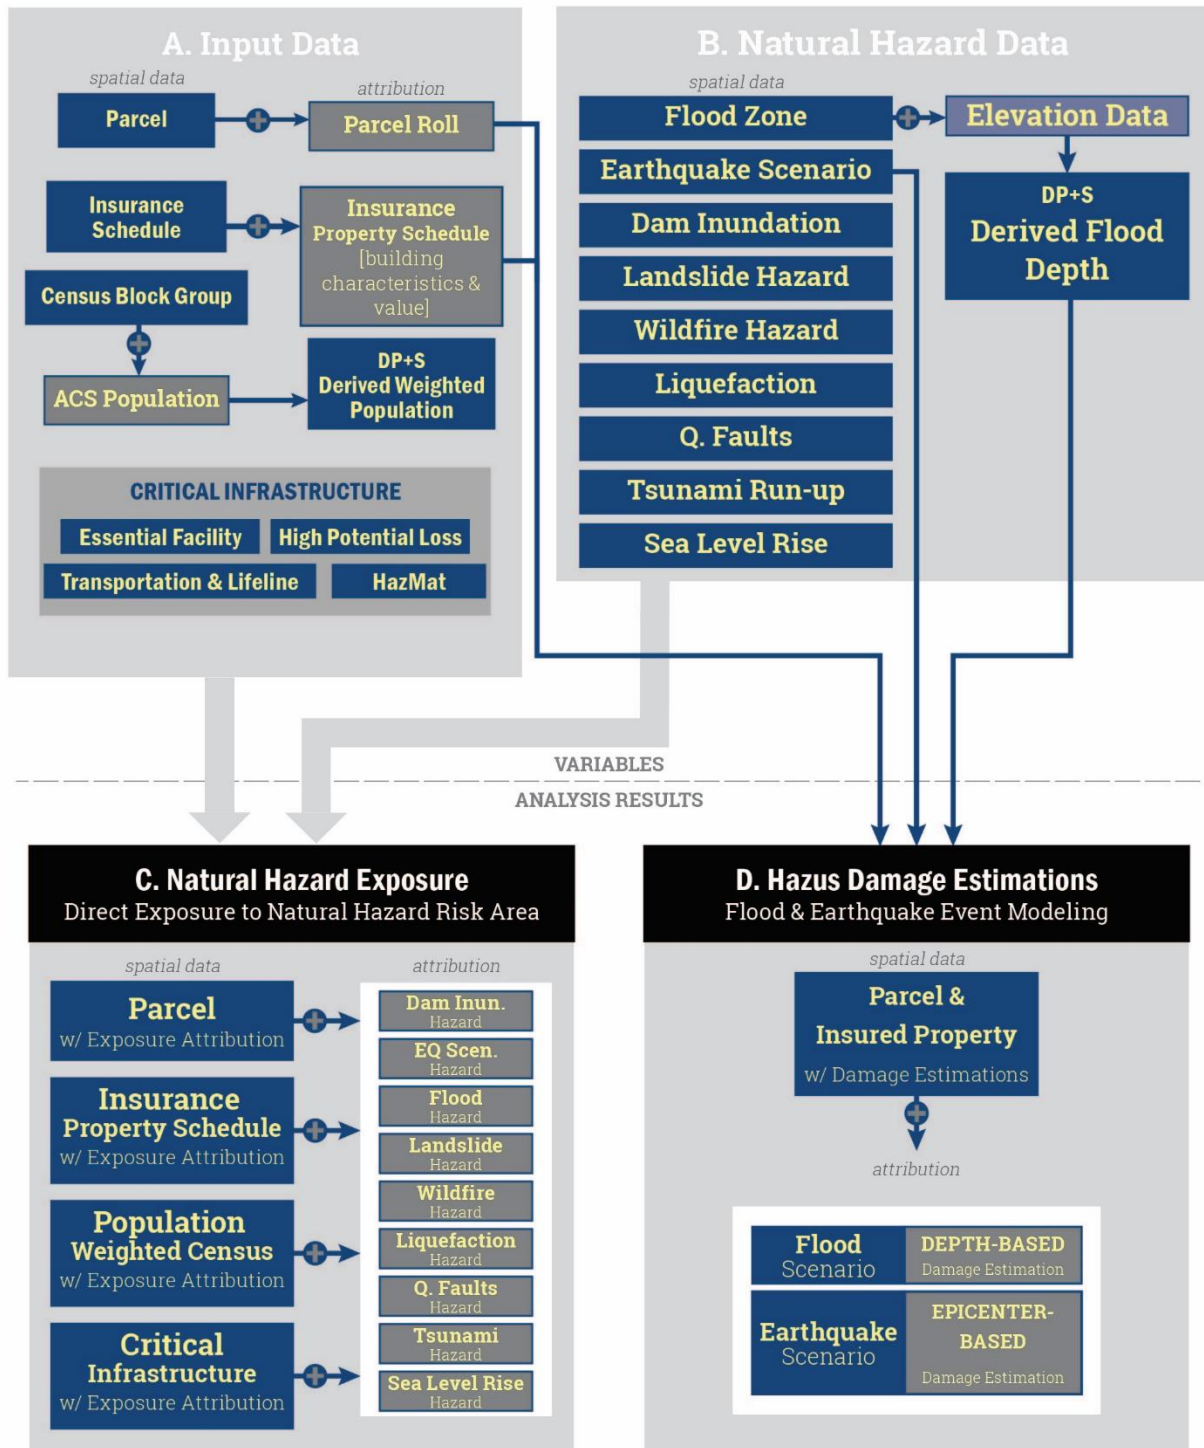 A. Input Data
spatial data
attribution
Parcel
Parcel Roll
Insurance
Schedule
Insurance
Property Schedule
[building
characteristics &
value]
Census Block Group
ACS Population
DP+S
Derived Weighted
Population
CRITICAL INFRASTRUCTURE
Essential Facility
High Potential Loss
Transportation & Lifeline
HazMat
B. Natural Hazard Data
spatial data
Flood Zone
Elevation Data
Earthquake Scenario
Dam Inundation
Landslide Hazard
Wildfire Hazard
Liquefaction
Q. Faults
Tsunami Run-up
Sea Level Rise
DP+S
Derived Flood
Depth
VARIABLES
ANALYSIS RESULTS
C. Natural Hazard Exposure
Direct Exposure to Natural Hazard Risk Area
spatial data
attribution
Parcel
w/ Exposure Attribution
Insurance
Property Schedule
w/ Exposure Attribution
Population
Weighted Census
w/ Exposure Attribution
Critical
Infrastructure
w/ Exposure Attribution
Dam Inun.
Hazard
EQ Scen.
Hazard
Flood
Hazard
Landslide
Hazard
Wildfire
Hazard
Liquefaction
Hazard
Q. Faults
Hazard
Tsunami
Hazard
Sea Level Rise
Hazard
D. Hazus Damage Estimations
Flood & Earthquake Event Modeling
spatial data
Parcel &
Insured Property
w/ Damage Estimations
attribution
Flood
Scenario
DEPTH-BASED
Damage Estimation
Earthquake
Scenario
EPICENTER-
BASED
Damage Estimation